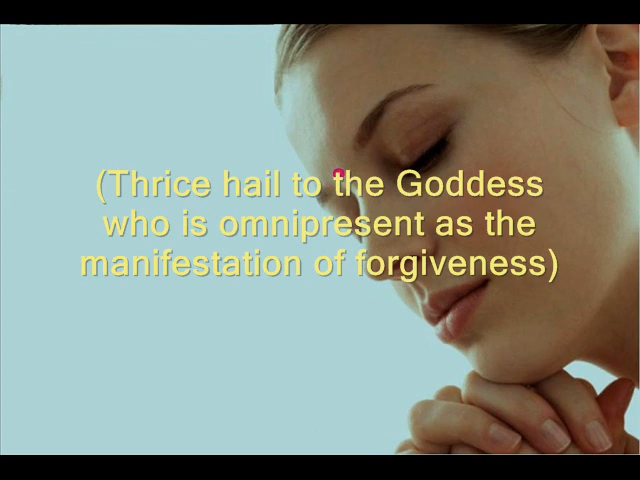 (Thrice hail to the Goddess
who is omnipresent as the
manifestation of forgiveness)